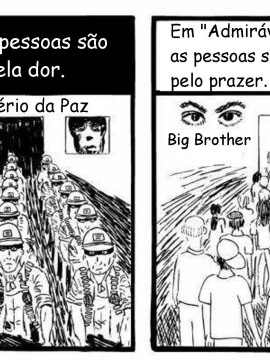 pessoas são
ela dor.
ério da Paz
Em "Admiráv
as pessoas s
pelo prazer.
Big Brother